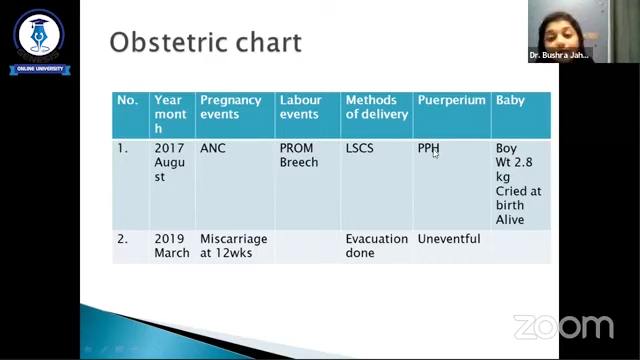 GENESIS
ONLINE UNIVERSITY
Obstetric chart
Dr. Bushra Jah...
No. Year month Pregnancy events Labour events Methods of delivery Puerperium Baby
1. 2017 August ANC PROM Breech LSCS PPH Boy Wt 2.8 kg Cried at birth Alive
2. 2019 March Miscarriage at 12wks Evacuation done Uneventful
zoom